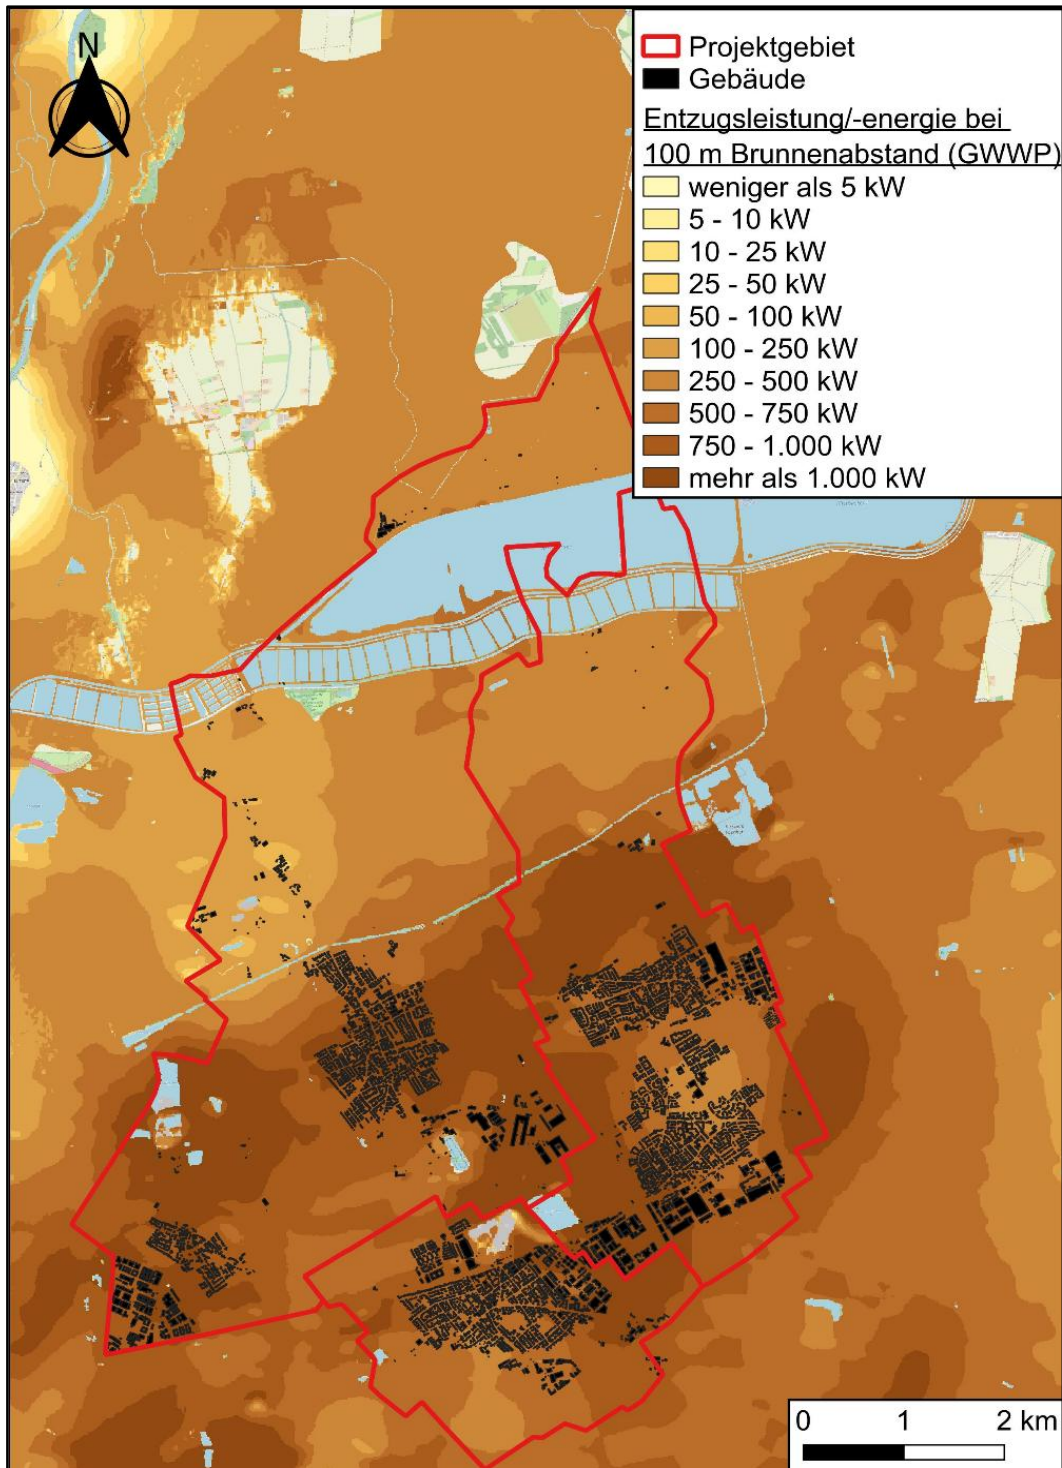 N
Projektgebiet
Gebäude
Entzugsleistung/-energie bei
100 m Brunnenabstand (GWWP)
weniger als 5 kW
5 - 10 kW
10 - 25 kW
25 - 50 kW
50 - 100 kW
100 - 250 kW
250 - 500 kW
500 - 750 kW
750 - 1.000 kW
mehr als 1.000 kW
0 1 2 km